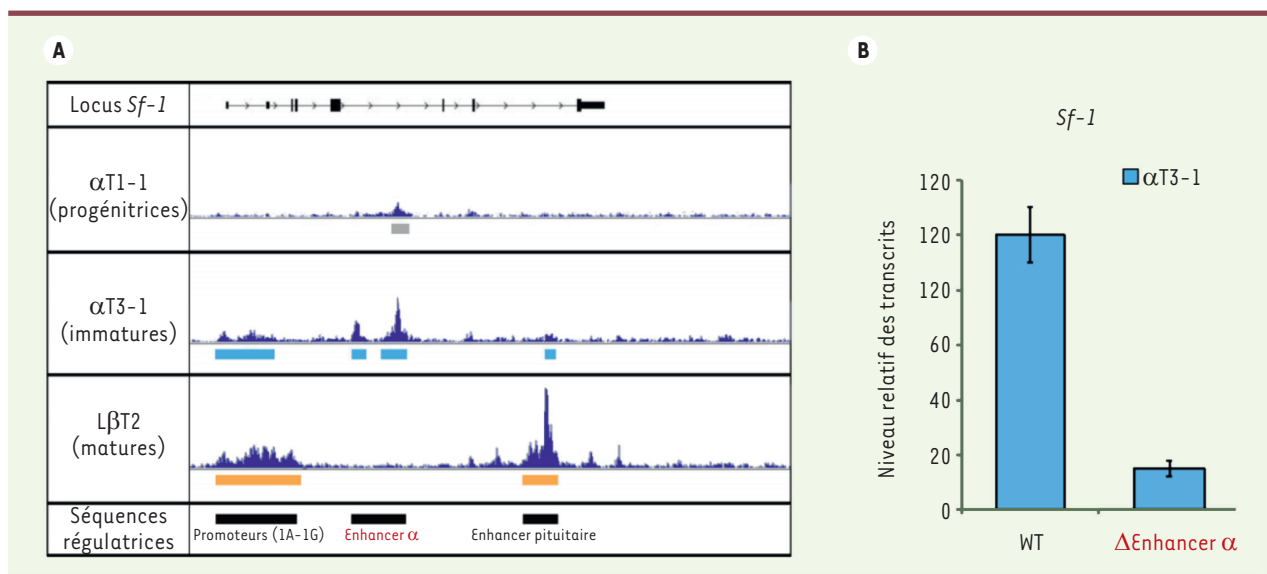 A
Locus Sf-1
αT1-1
(progénitrices)
αT3-1
(immatures)
LβT2
(matures)
Séquences
régulatrices
Promoteurs (1A-1G)
Enhancer α
Enhancer pituitaire
B
Sf-1
αT3-1
Niveau relatif des transcrits
120
120
120
60
40
20
0
WT
ΔEnhancer α